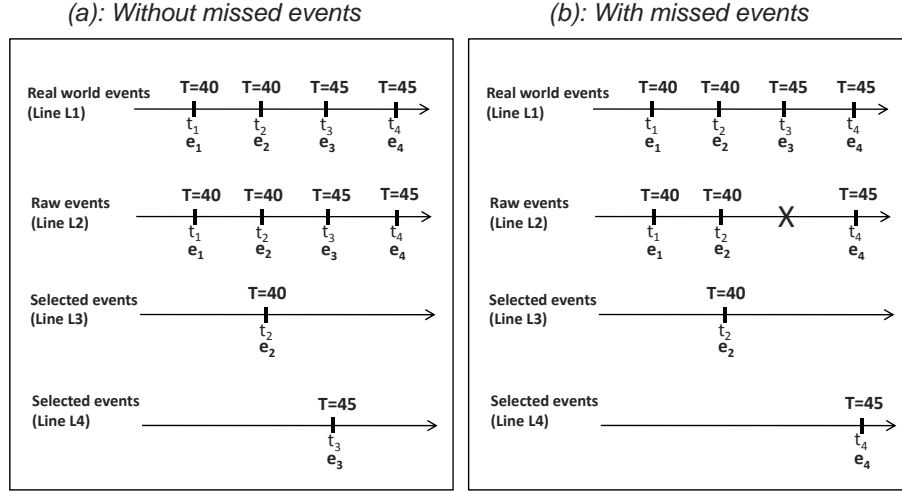 (a): Without missed events
Real world events
(Line L1)
T=40 T=40 T=45 T=45
t1 t2 t3 t4
e1 e2 e3 e4
Raw events
(Line L2)
T=40 T=40 T=45 T=45
t1 t2 t3 t4
e1 e2 e3 e4
Selected events
(Line L3)
T=40
t2
e2
Selected events
(Line L4)
T=45
t3
e3
(b): With missed events
Real world events
(Line L1)
T=40 T=40 T=45 T=45
t1 t2 t3 t4
e1 e2 e3 e4
Raw events
(Line L2)
T=40 T=40 T=45
X
t1 t2 t4
e1 e2 e4
Selected events
(Line L3)
T=40
t2
e2
Selected events
(Line L4)
T=45
t4
e4